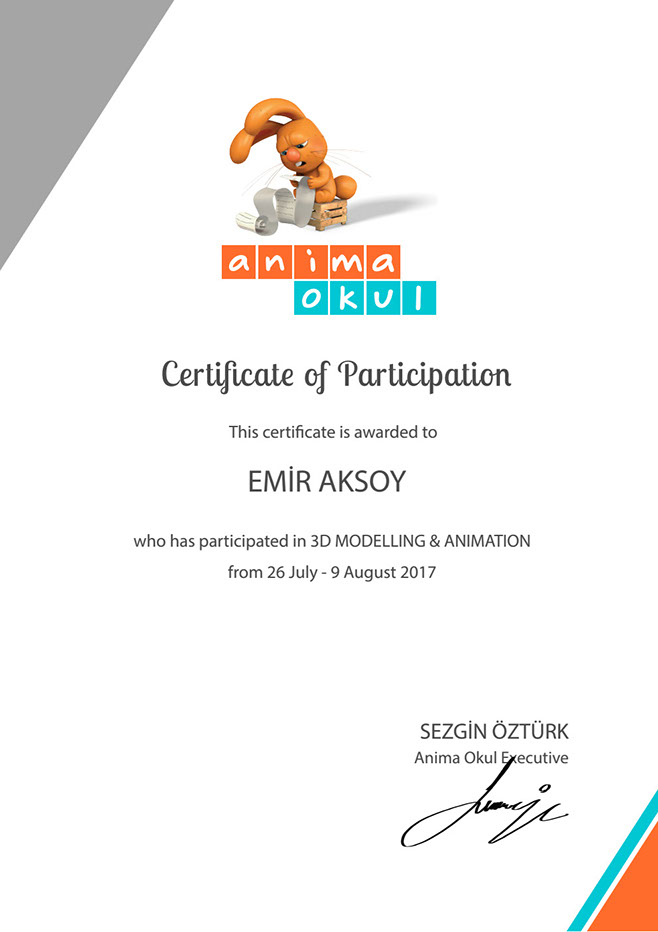 anima
okul
Certificate of Participation
This certificate is awarded to
EMİR AKSOY
who has participated in 3D MODELLING & ANIMATION
from 26 July - 9 August 2017
SEZGİN ÖZTÜRK
Anima Okul Executive